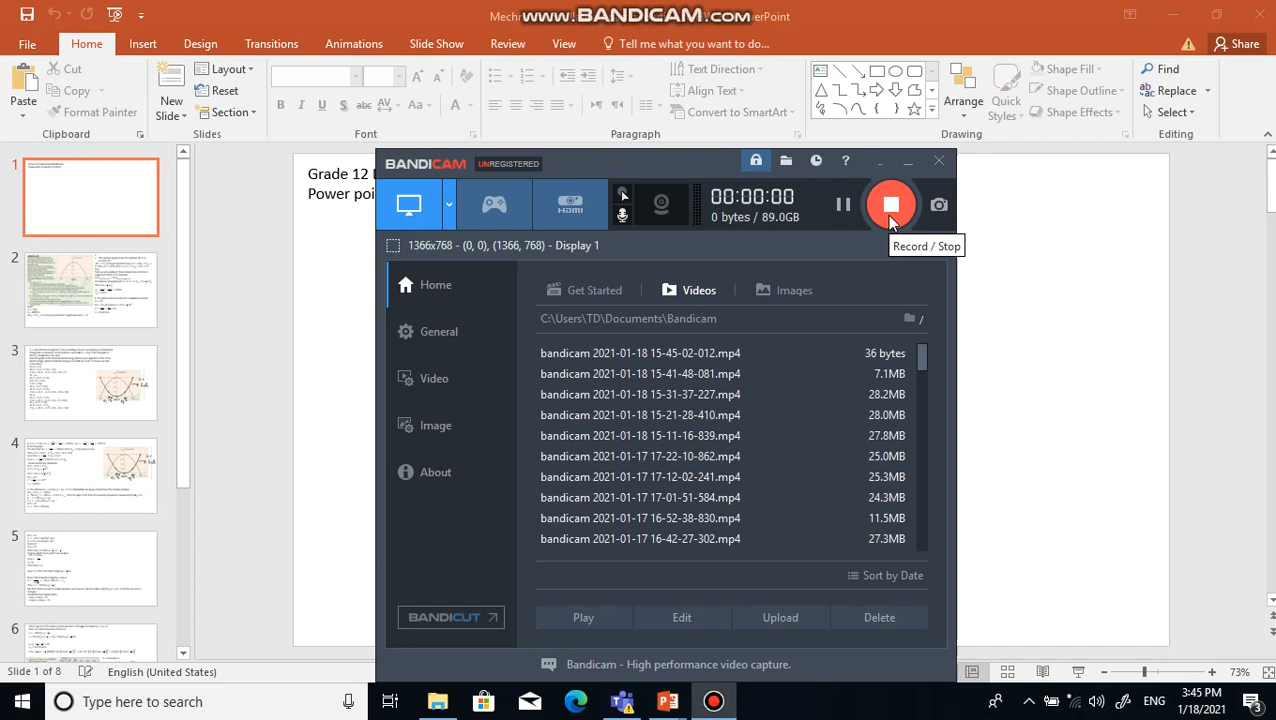 www.BANDICAM.com
Mech
PowerPoint
File
Home
Insert
Design
Transitions
Animations
Slide Show
Review
View
Tell me what you want to do...
Share
Paste
Cut
Copy
Format Painter
Clipboard
New
Slide
Layout
Reset
Section
Slides
B I U S abc AV Aa A
Font
Text Direction
Align Text
Convert to SmartArt
Paragraph
Arrange
Quick
Styles
Shape Fill
Shape Outline
Shape Effects
Drawing
Find
Replace
Select
Editing
1
2
3
4
5
6
Grade 12
Power poi
BANDICAM UNREGISTERED
HDMI
00:00:00
0 bytes / 89.0GB
Record / Stop
1366x768 - (0, 0), (1366, 768) - Display 1
Home
General
Video
Image
About
BANDICUT
Get Started
Videos
Images
C:\Users\TD\Documents\Bandicam
/
bandicam 2021-01-18 15-45-02-012.mp4 36 bytes
bandicam 2021-01-18 15-41-48-081.mp4 7.1MB
bandicam 2021-01-18 15-31-37-227.mp4 28.2MB
bandicam 2021-01-18 15-21-28-410.mp4 28.0MB
bandicam 2021-01-18 15-11-16-839.mp4 27.8MB
bandicam 2021-01-17 17-22-10-862.mp4 25.0MB
bandicam 2021-01-17 17-12-02-241.mp4 25.3MB
bandicam 2021-01-17 17-01-51-584.mp4 24.3MB
bandicam 2021-01-17 16-52-38-830.mp4 11.5MB
bandicam 2021-01-17 16-42-27-302.mp4 27.3MB
Sort by Date
Play
Edit
Upload
Delete
Bandicam - High performance video capture.
Slide 1 of 8
English (United States)
73%
Type here to search
ENG
3:45 PM
1/18/2021
3